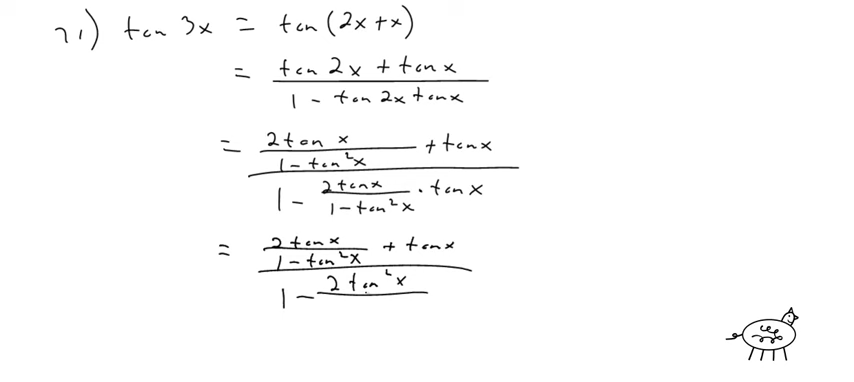 71) tan 3x = tan (2x + x)
= (tan 2x + tan x) / (1 - tan 2x tan x)
= ((2 tan x) / (1 - tan²x) + tan x) / (1 - (2 tan x) / (1 - tan²x) · tan x)
= ((2 tan x) / (1 - tan²x) + tan x) / (1 - (2 tan²x) /